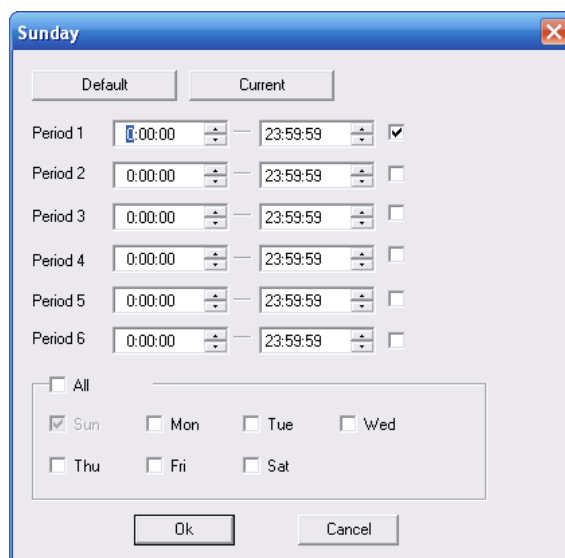 Sunday
Default Current
Period 1 0:00:00 — 23:59:59
Period 2 0:00:00 — 23:59:59
Period 3 0:00:00 — 23:59:59
Period 4 0:00:00 — 23:59:59
Period 5 0:00:00 — 23:59:59
Period 6 0:00:00 — 23:59:59
All
Sun Mon Tue Wed
Thu Fri Sat
Ok Cancel